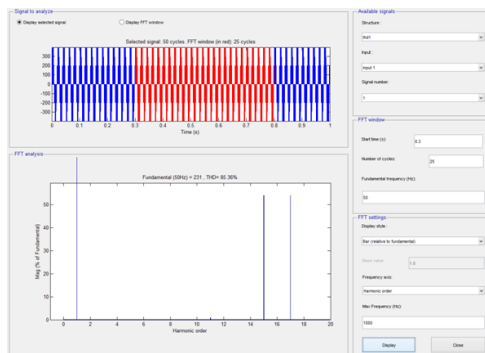 Signal to analyze
Display selected signal
Display FFT window
Selected signal: 50 cycles. FFT window (in red): 25 cycles
300
200
100
0
-100
-200
-300
0 0.1 0.2 0.3 0.4 0.5 0.6 0.7 0.8 0.9 1
Time (s)
FFT analysis
Fundamental (50Hz) = 231 , THD= 85.36%
50
40
30
20
10
0
Mag (% of Fundamental)
0 2 4 6 8 10 12 14 16 18 20
Harmonic order
Available signals
Structure :
Input :
input 1
Signal number:
1
FFT window
Start time (s):
0.3
Number of cycles:
25
Fundamental frequency (Hz):
50
FFT settings
Display style :
Bar (relative to fundamental)
Base value:
1.0
Frequency axis:
Harmonic order
Max Frequency (Hz):
1000
Display
Close